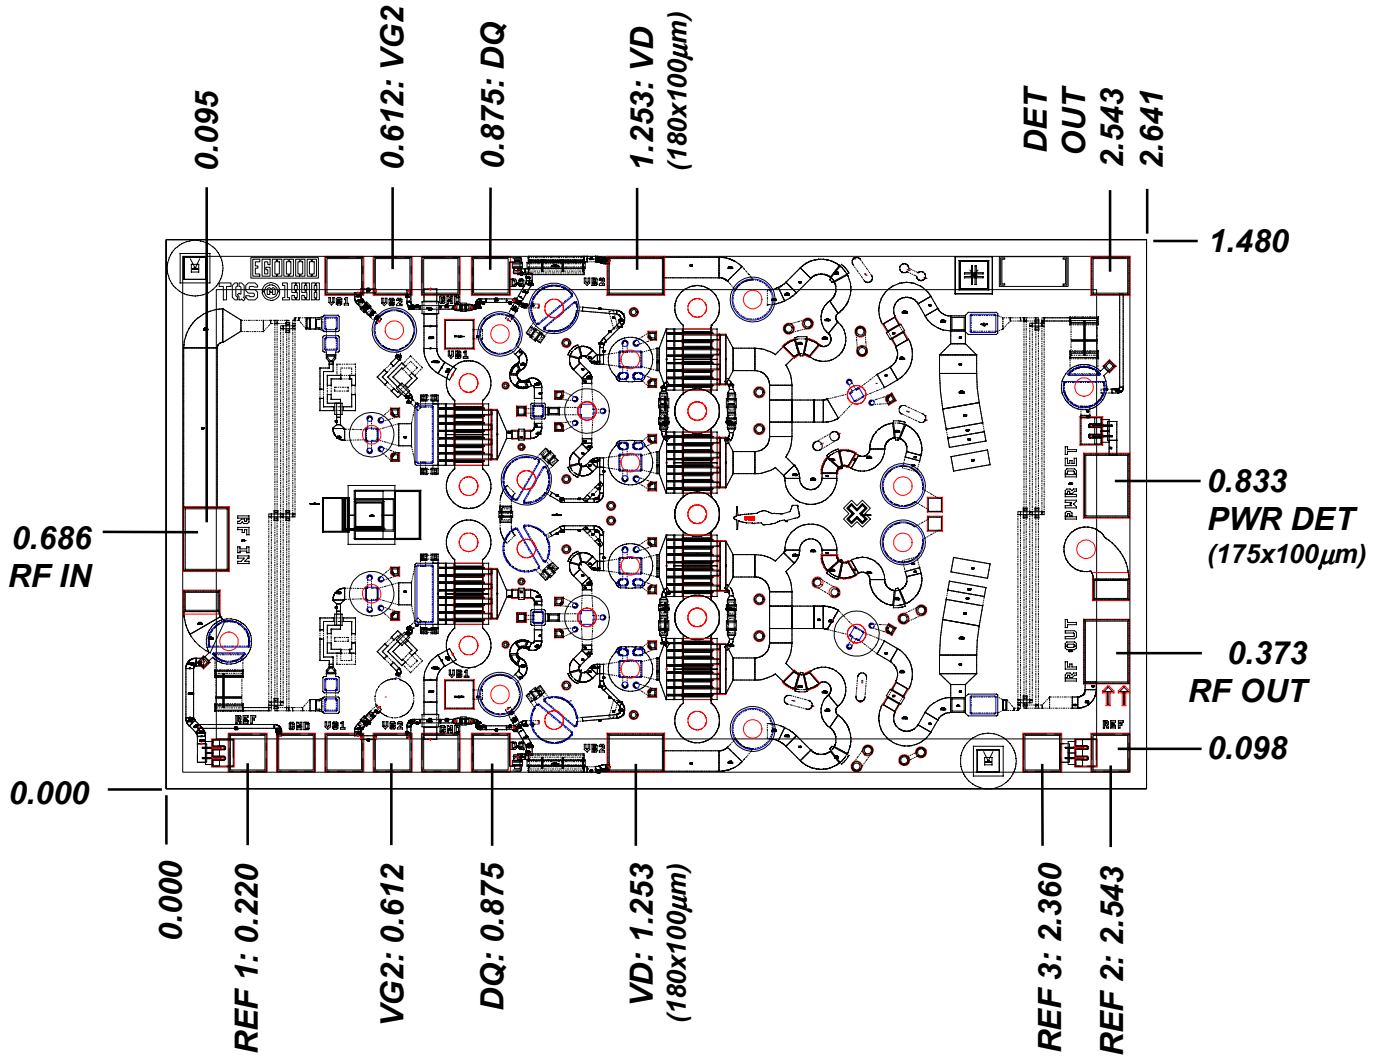 0.095
0.612: VG2
0.875: DQ
1.253: VD
(180x100µm)
DET
OUT
2.543
2.641
1.480
EG0000
TQS
VG1
VG2
GND
DQ
VD2
VB1
RF-IN
PWR-DET
0.686
RF IN
0.833
PWR DET
(175x100µm)
RF OUT
0.373
RF OUT
VB1
REF
GND
VG1
VG2
GND
DQ
VD2
REF
0.098
0.000
0.000
REF 1: 0.220
VG2: 0.612
DQ: 0.875
VD: 1.253
(180x100µm)
REF 3: 2.360
REF 2: 2.543